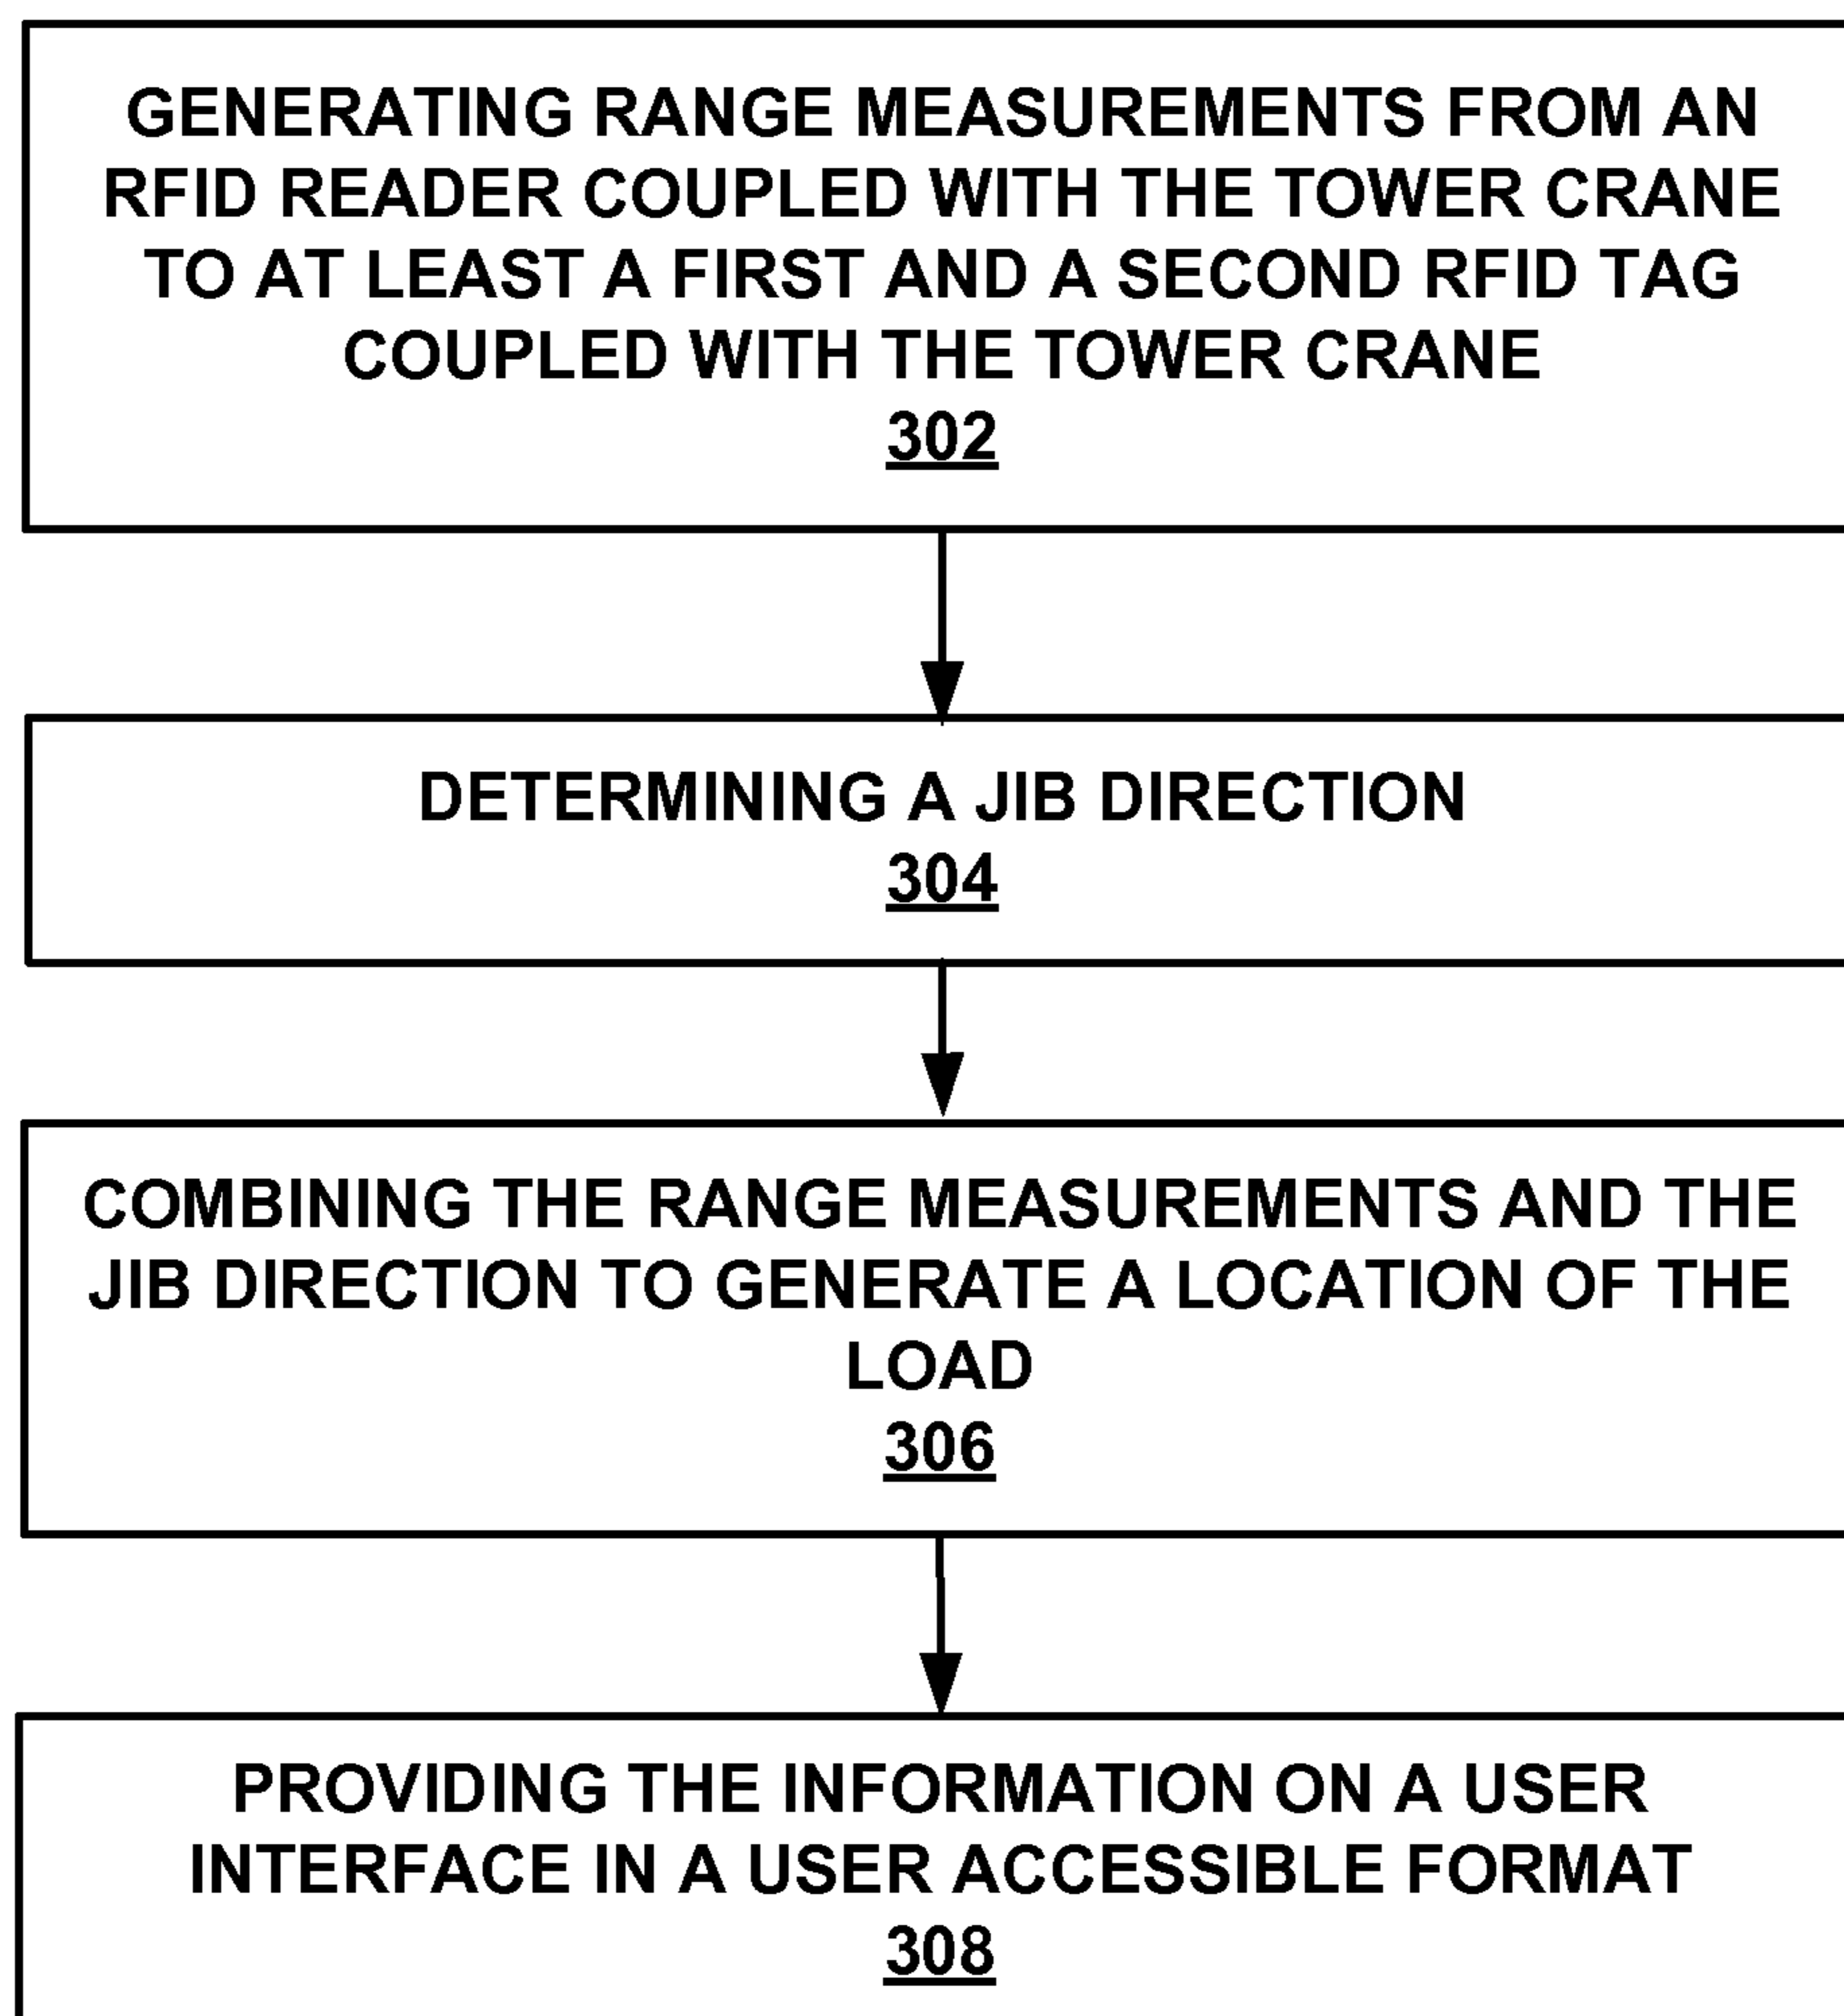 GENERATING RANGE MEASUREMENTS FROM AN
RFID READER COUPLED WITH THE TOWER CRANE
TO AT LEAST A FIRST AND A SECOND RFID TAG
COUPLED WITH THE TOWER CRANE
302
DETERMINING A JIB DIRECTION
304
COMBINING THE RANGE MEASUREMENTS AND THE
JIB DIRECTION TO GENERATE A LOCATION OF THE
LOAD
306
PROVIDING THE INFORMATION ON A USER
INTERFACE IN A USER ACCESSIBLE FORMAT
308